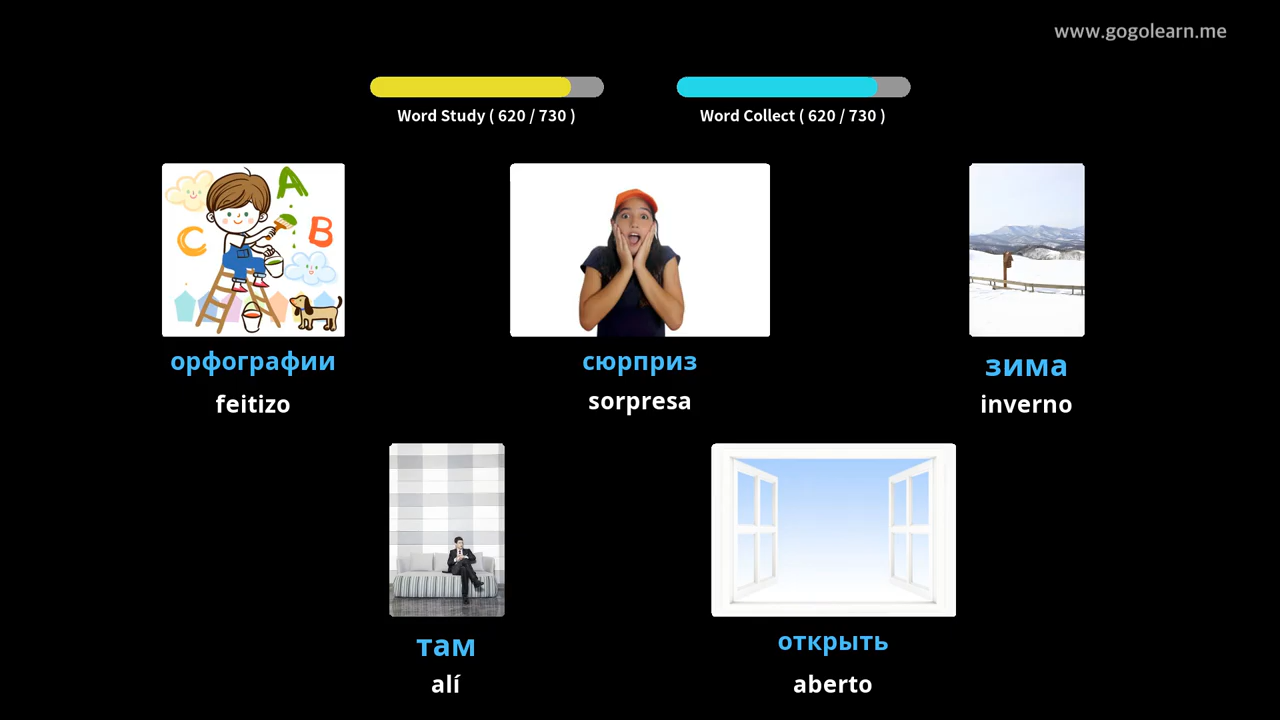 www.gogolearn.me
Word Study ( 620 / 730 )
Word Collect ( 620 / 730 )
A
B
C
орфографии
feitizo
сюрприз
sorpresa
зима
inverno
там
alí
открыть
aberto